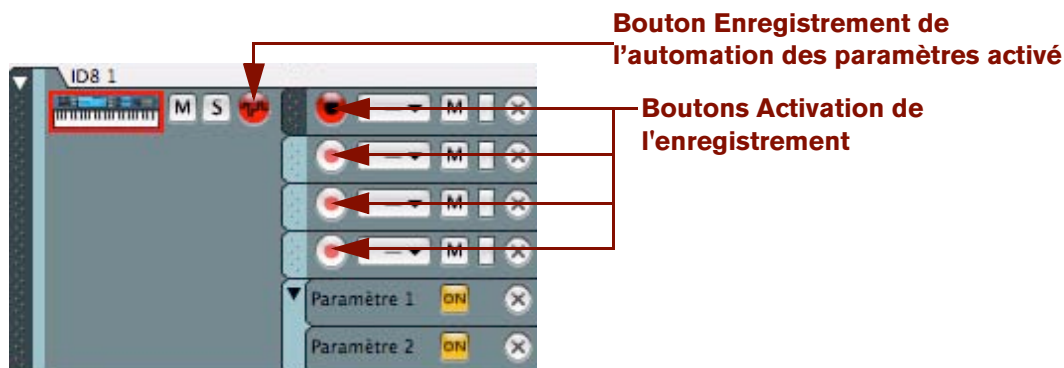 Bouton Enregistrement de
l’automation des paramètres activé
Boutons Activation de
l'enregistrement
ID8 1
M S M
M
M
M
Paramètre 1 ON
Paramètre 2 ON